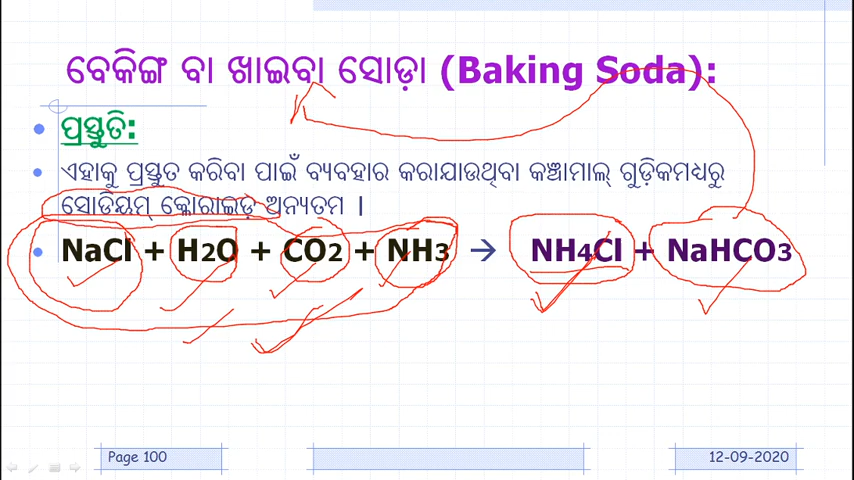 ବେକିଙ୍ଗ ବା ଖାଇବା ସୋଡ଼ା (Baking Soda):
ପ୍ରସ୍ତୁତି:
ଏହାକୁ ପ୍ରସ୍ତୁତ କରିବା ପାଇଁ ବ୍ୟବହାର କରାଯାଉଥିବା କଞ୍ଚାମାଲ୍ ଗୁଡ଼ିକମଧ୍ୟରୁ
ସୋଡିୟମ୍ କ୍ଲୋରାଇଡ଼ ଅନ୍ୟତମ ।
NaCl + H2O + CO2 + NH3 → NH4Cl + NaHCO3
Page 100
12-09-2020